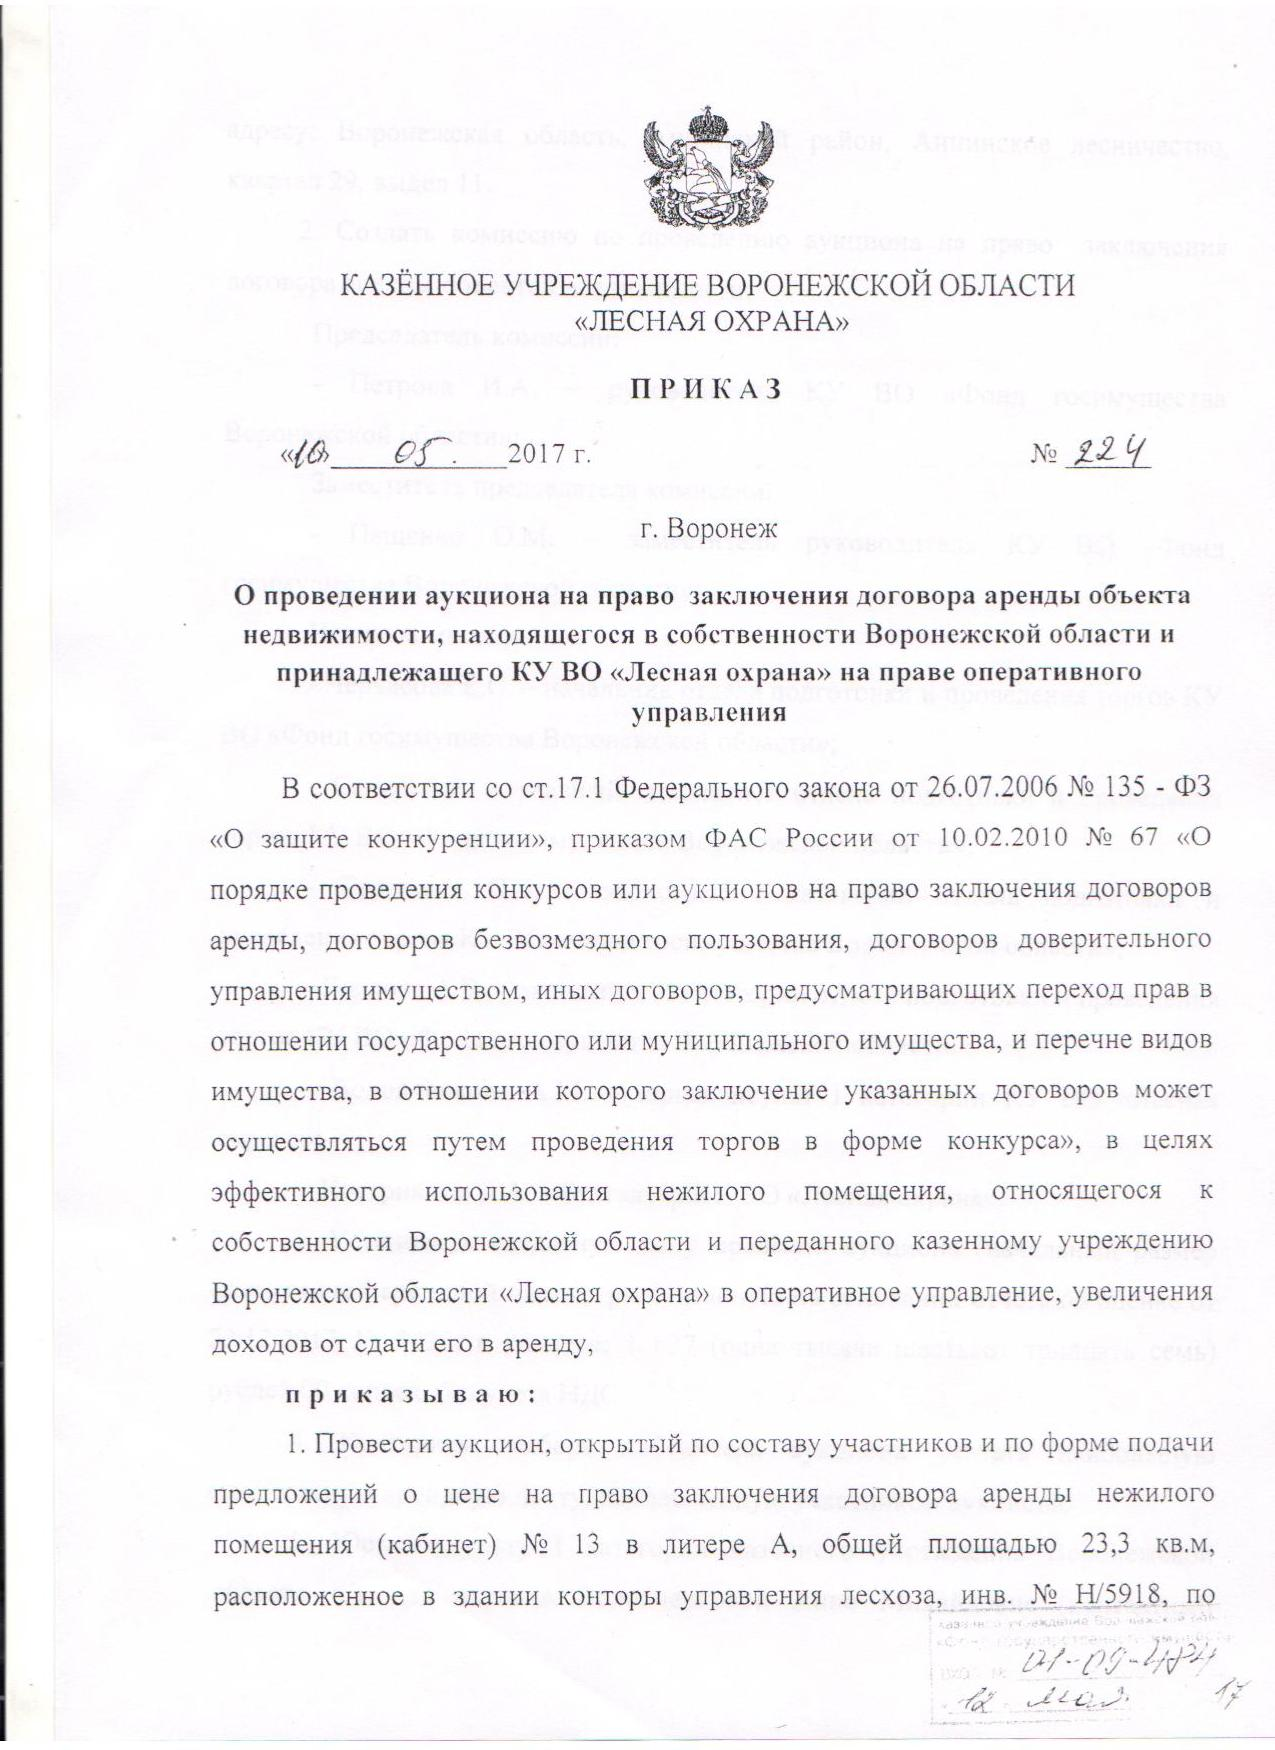 КАЗЁННОЕ УЧРЕЖДЕНИЕ ВОРОНЕЖСКОЙ ОБЛАСТИ
«ЛЕСНАЯ ОХРАНА»
П Р И К А З
«10» 05. 2017 г. № 224
г. Воронеж
О проведении аукциона на право заключения договора аренды объекта
недвижимости, находящегося в собственности Воронежской области и
принадлежащего КУ ВО «Лесная охрана» на праве оперативного
управления
В соответствии со ст.17.1 Федерального закона от 26.07.2006 № 135 - ФЗ
«О защите конкуренции», приказом ФАС России от 10.02.2010 № 67 «О
порядке проведения конкурсов или аукционов на право заключения договоров
аренды, договоров безвозмездного пользования, договоров доверительного
управления имуществом, иных договоров, предусматривающих переход прав в
отношении государственного или муниципального имущества, и перечне видов
имущества, в отношении которого заключение указанных договоров может
осуществляться путем проведения торгов в форме конкурса», в целях
эффективного использования нежилого помещения, относящегося к
собственности Воронежской области и переданного казенному учреждению
Воронежской области «Лесная охрана» в оперативное управление, увеличения
доходов от сдачи его в аренду,
п р и к а з ы в а ю :
1. Провести аукцион, открытый по составу участников и по форме подачи
предложений о цене на право заключения договора аренды нежилого
помещения (кабинет) № 13 в литере А, общей площадью 23,3 кв.м,
расположенное в здании конторы управления лесхоза, инв. № Н/5918, по
01-09-484
12 мая 17